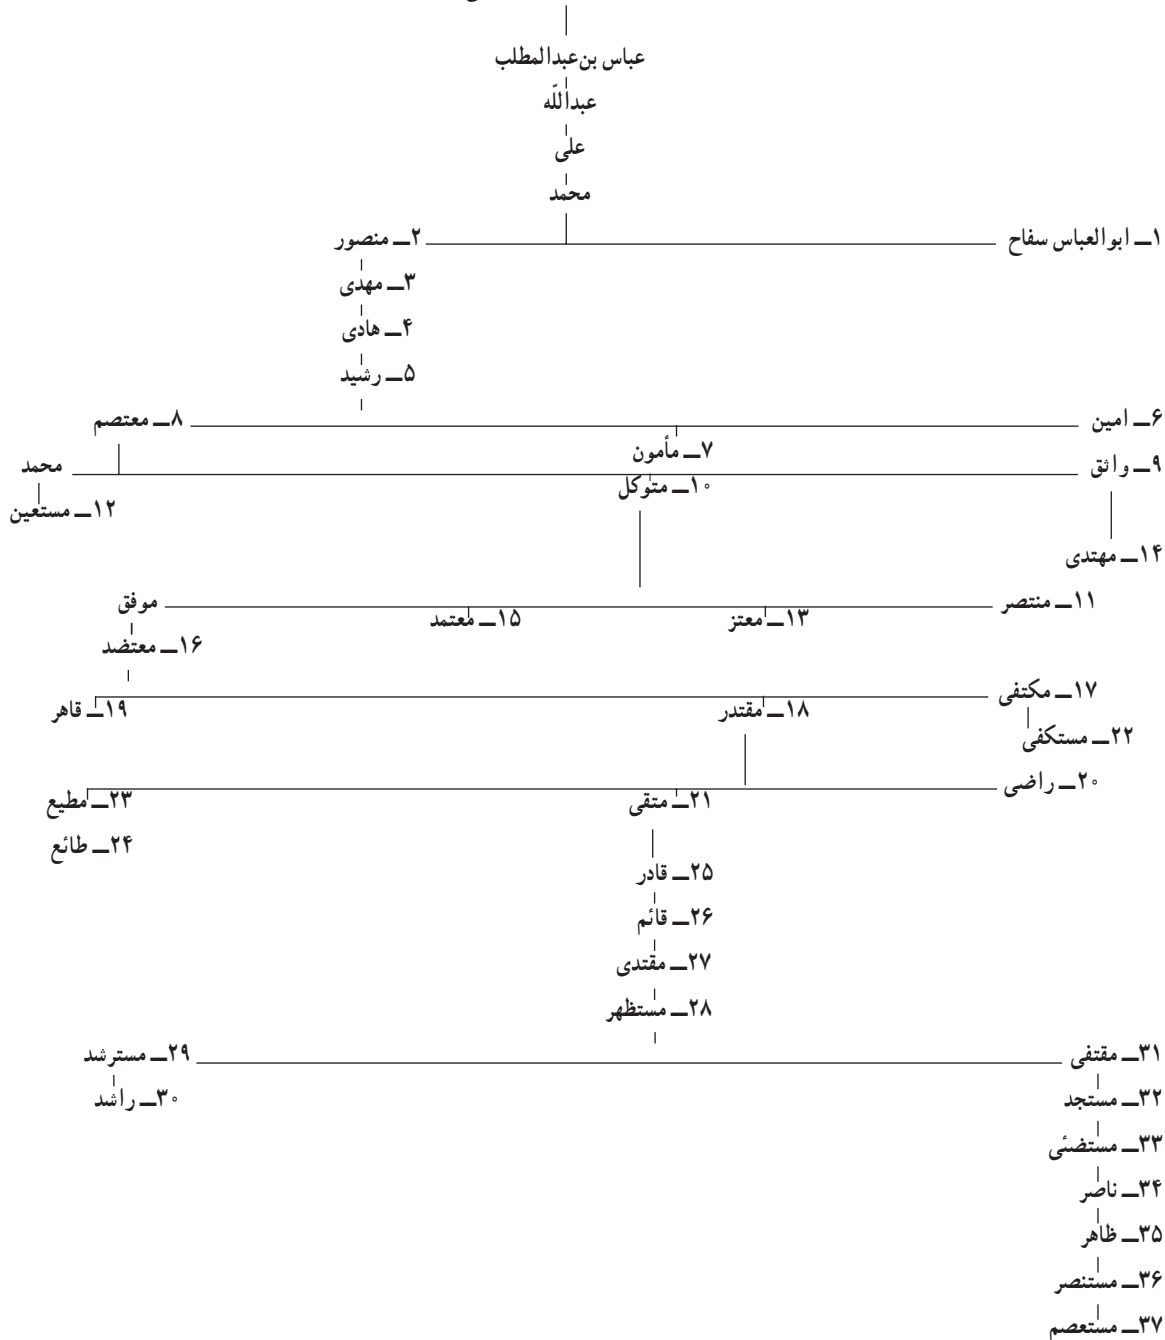 عباس بن‌عبدالمطلب
عبداللّه
علی
محمد
۱ــ ابوالعباس سفاح ۲ــ منصور
۳ــ مهدی
۴ــ هادی
۵ــ رشید
۶ــ امین ۸ــ معتصم
۷ــ مأمون
۹ــ واثق محمد
۱۰ــ متوکل
۱۲ــ مستعین
۱۴ــ مهتدی
۱۱ــ منتصر موفق
۱۳ــ معتز ۱۵ــ معتمد
۱۶ــ معتضد
۱۷ــ مکتفی
۱۸ــ مقتدر ۱۹ــ قاهر
۲۲ــ مستکفی
۲۰ــ راضی
۲۱ــ متقی ۲۳ــ مطیع
۲۴ــ طائع
۲۵ــ قادر
۲۶ــ قائم
۲۷ــ مقتدی
۲۸ــ مستظهر
۳۱ــ مقتفی ۲۹ــ مسترشد
۳۲ــ مستجد ۳۰ــ راشد
۳۳ــ مستضئی
۳۴ــ ناصر
۳۵ــ ظاهر
۳۶ــ مستنصر
۳۷ــ مستعصم